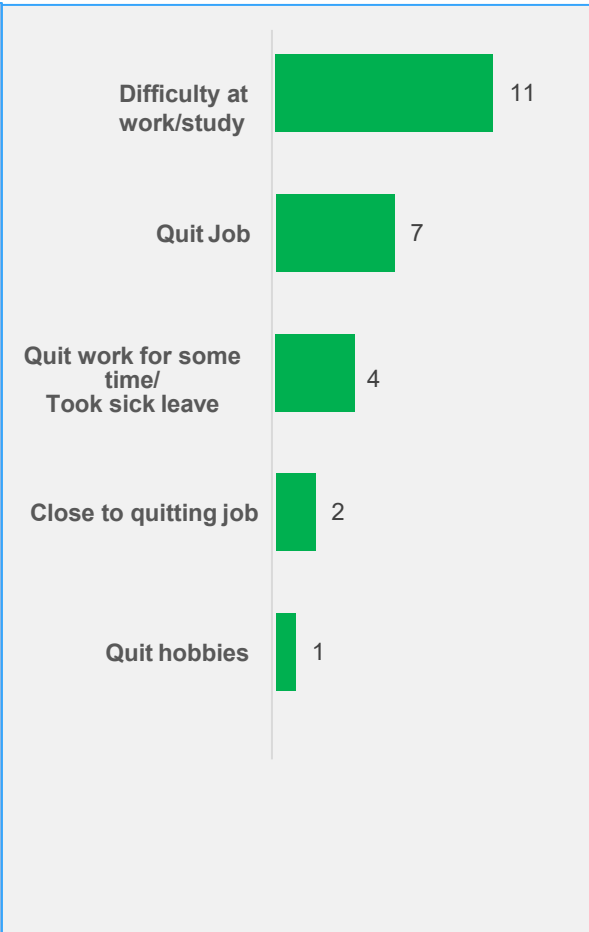 Difficulty at
work/study
11
Quit Job
7
Quit work for some
time/
Took sick leave
4
Close to quitting job
2
Quit hobbies
1